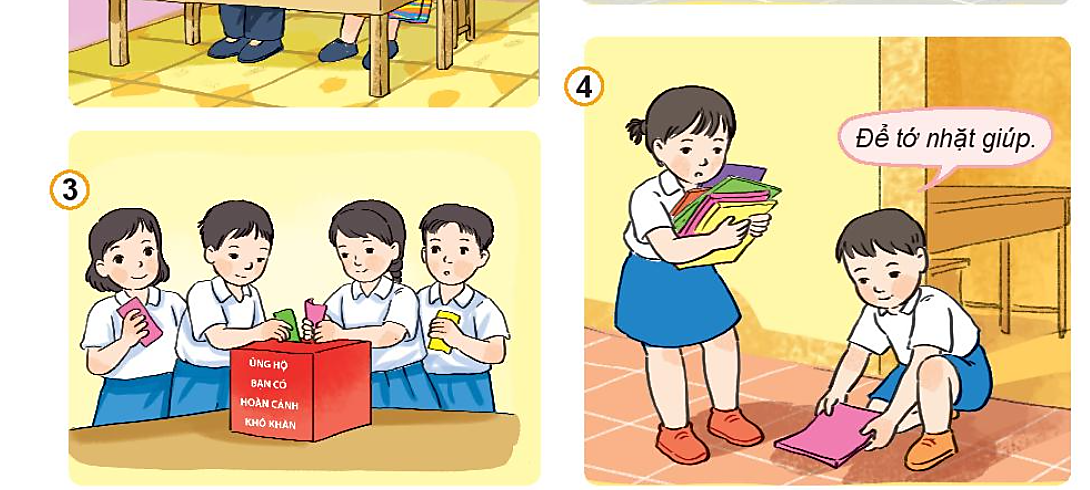 3
ỦNG HỘ
BẠN CÓ
HOÀN CẢNH
KHÓ KHĂN
4
Để tớ nhặt giúp.